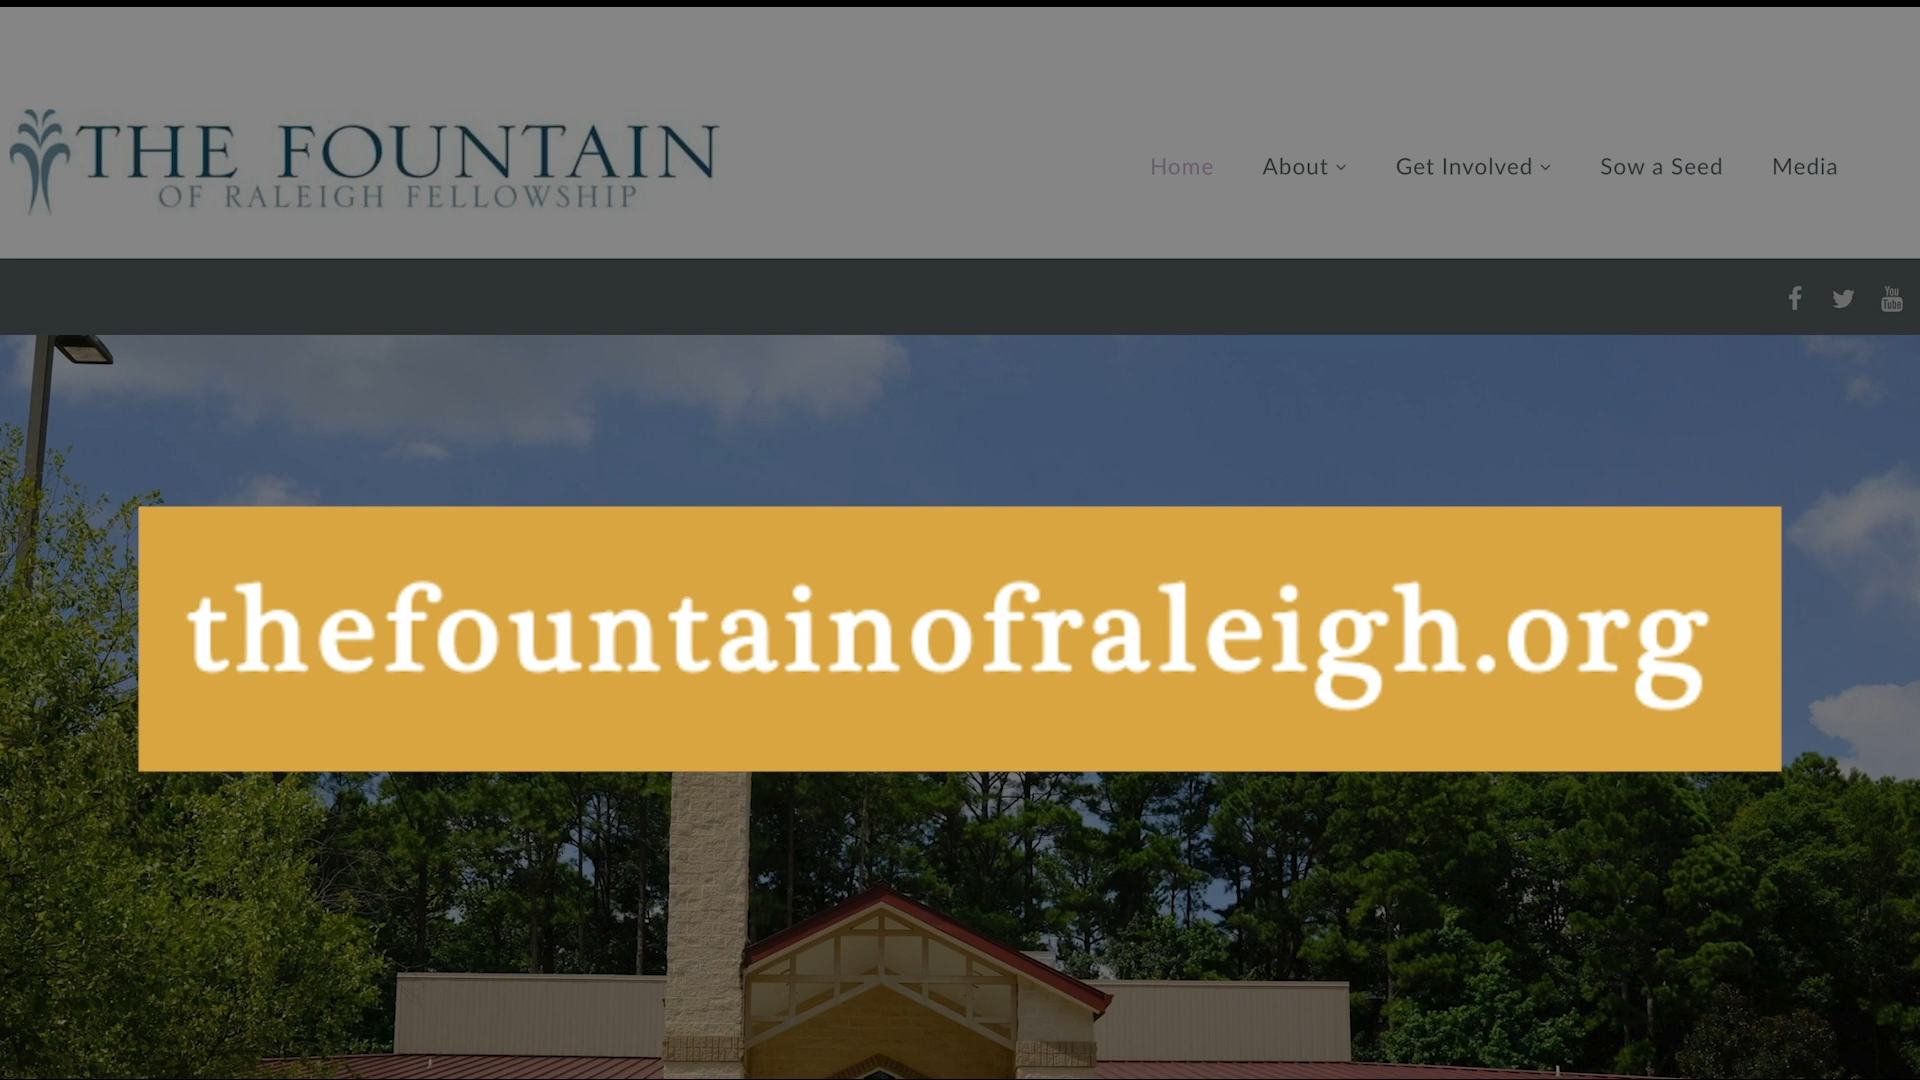 THE FOUNTAIN
OF RALEIGH FELLOWSHIP
Home About Get Involved Sow a Seed Media
You
Tube
thefountainofraleigh.org